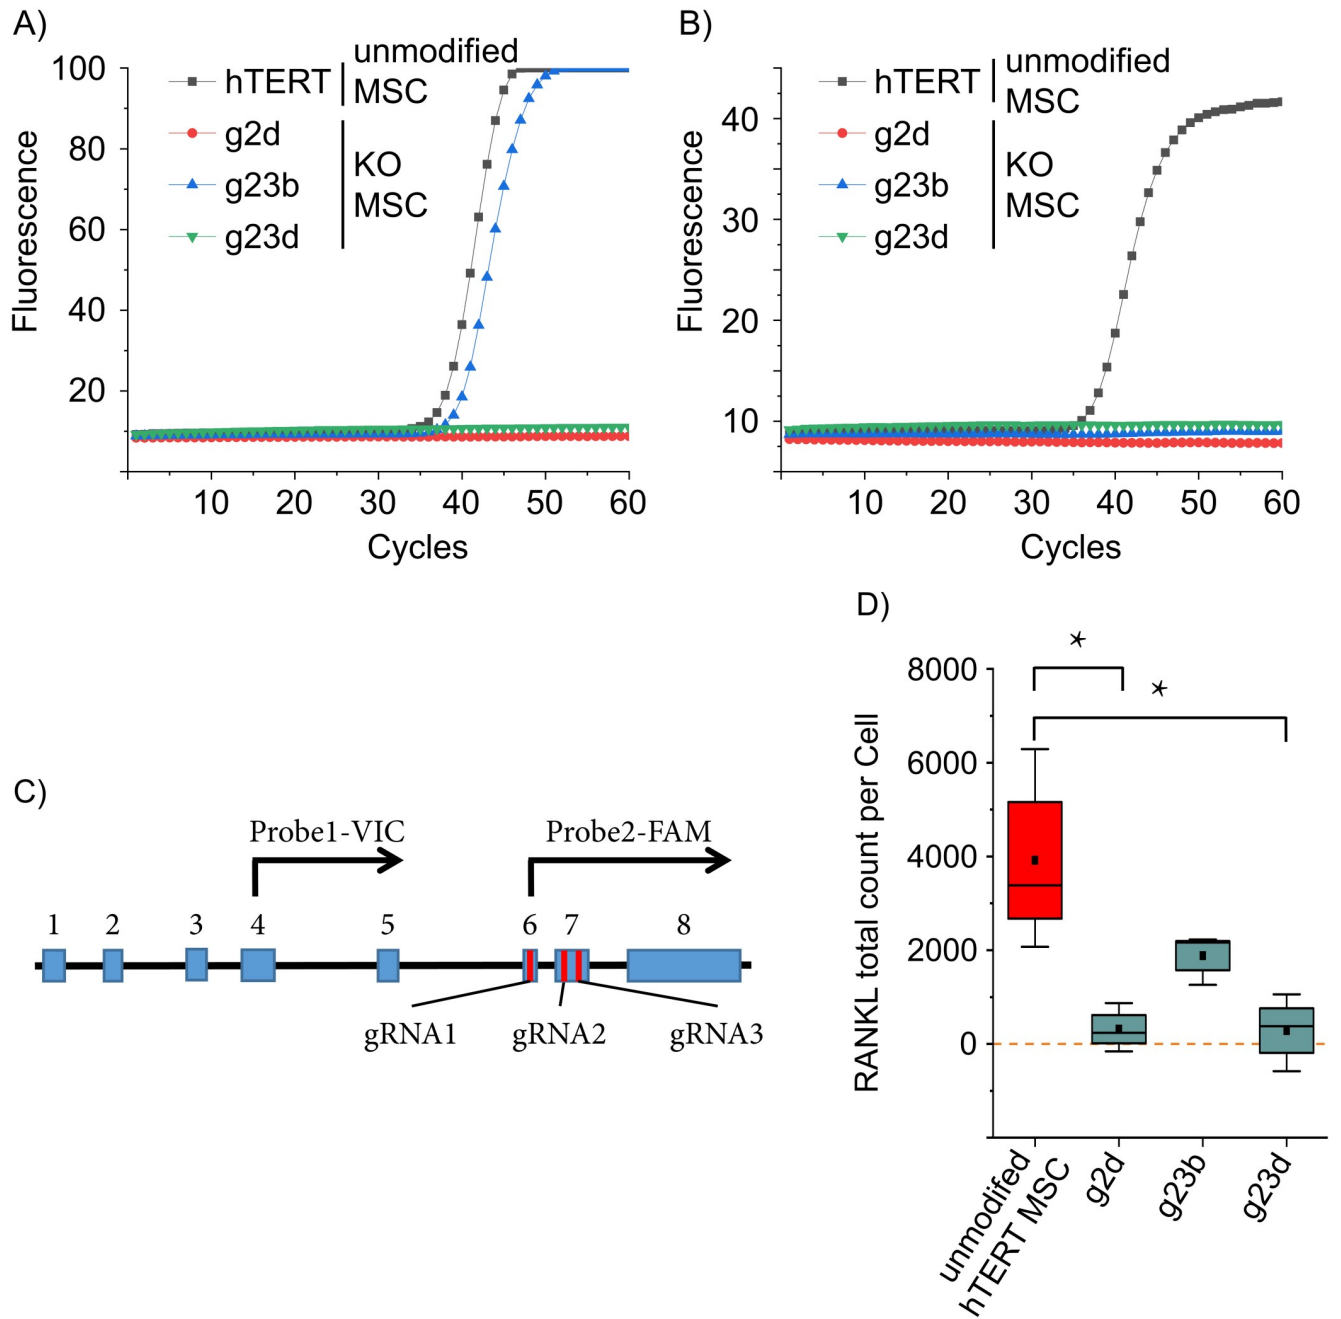 A)
Fluorescence
100
80
60
40
20
10
20
30
40
50
60
Cycles
hTERT
unmodified
MSC
g2d
g23b
g23d
KO
MSC
B)
Fluorescence
40
30
20
10
10
20
30
40
50
60
Cycles
hTERT
unmodified
MSC
g2d
g23b
g23d
KO
MSC
C)
Probe1-VIC
Probe2-FAM
1 2 3 4 5 6 7 8
gRNA1 gRNA2 gRNA3
D)
RANKL total count per Cell
8000
6000
4000
2000
0
*
*
unmodifed
hTERT MSC
g2d
g23b
g23d